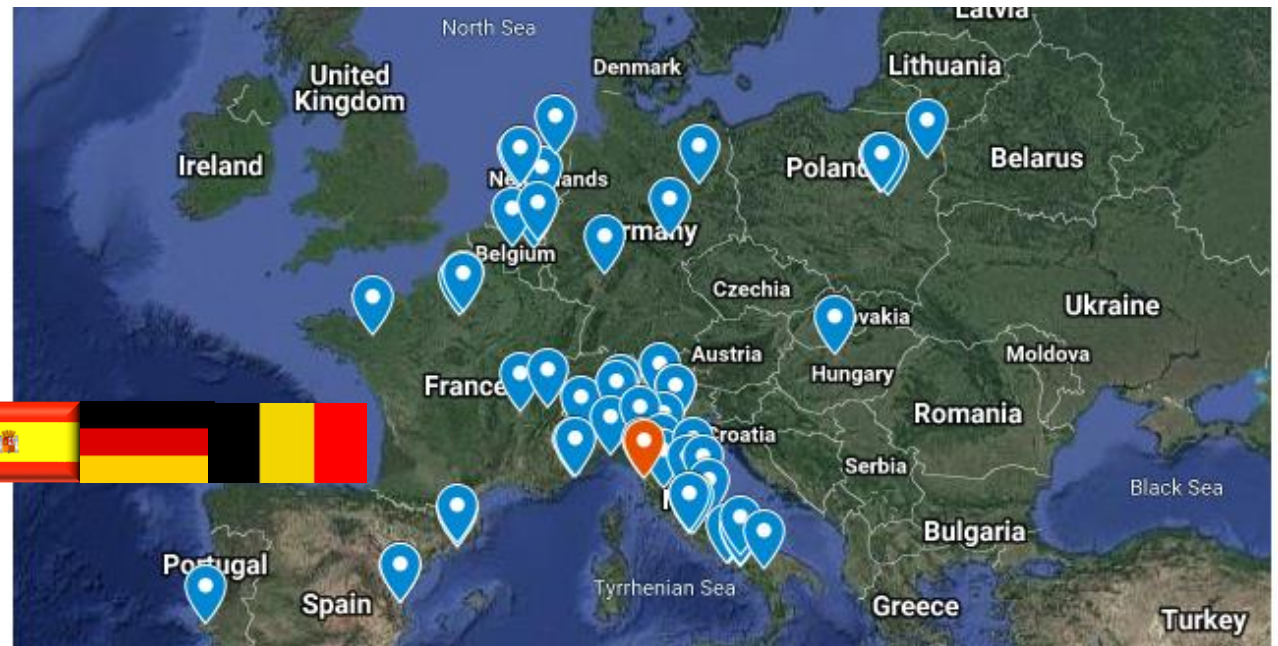 Latvia
North Sea
Denmark
Lithuania
United
Kingdom
Ireland
Poland
Belarus
Netherlands
Germany
Belgium
Czechia
Slovakia
Ukraine
Austria
Moldova
France
Hungary
Romania
Croatia
Serbia
Black Sea
Bulgaria
Portugal
Tyrrhenian Sea
Spain
Greece
Turkey